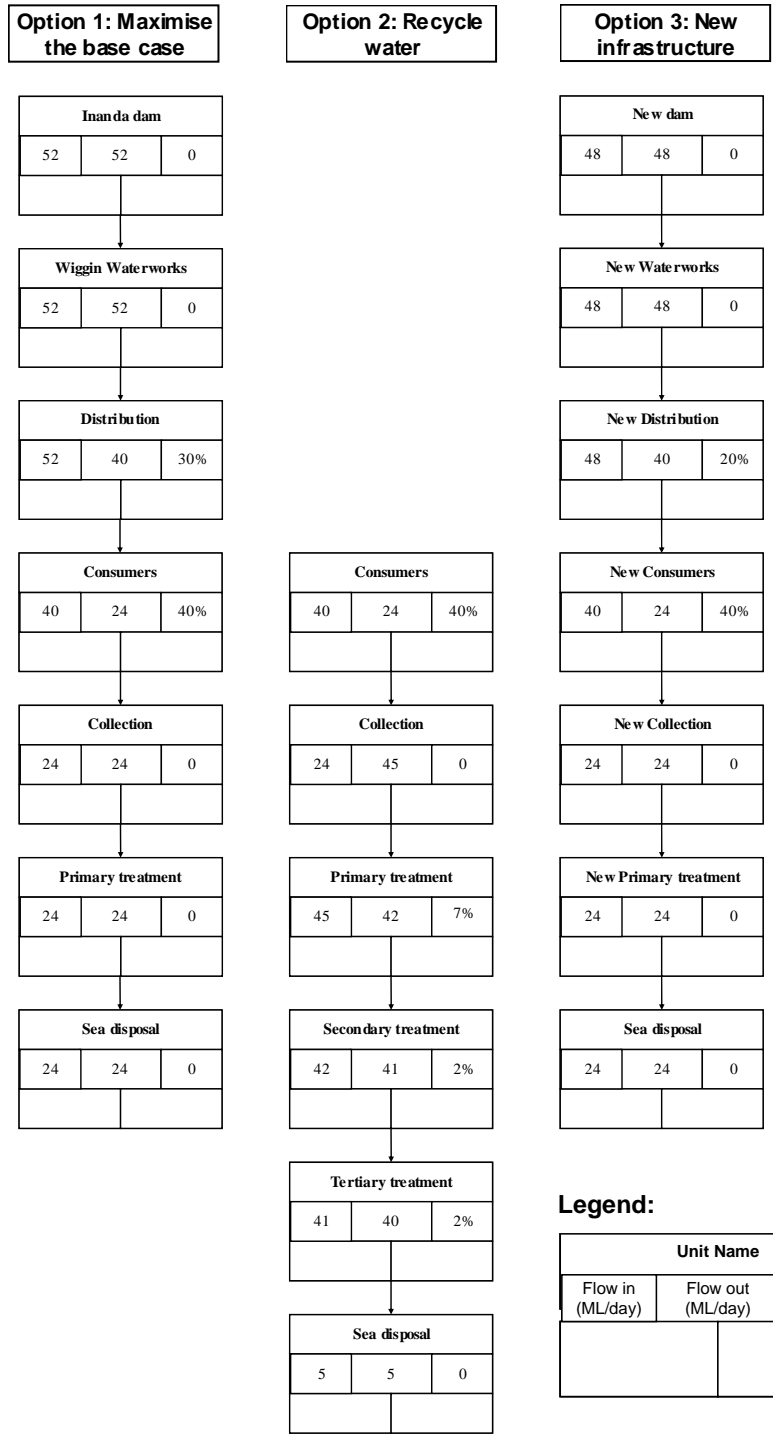 Option 1: Maximise
the base case
Inanda dam
52 52 0
Wiggin Waterworks
52 52 0
Distribution
52 40 30%
Consumers
40 24 40%
Collection
24 24 0
Primary treatment
24 24 0
Sea disposal
24 24 0
Option 2: Recycle
water
Consumers
40 24 40%
Collection
24 45 0
Primary treatment
45 42 7%
Secondary treatment
42 41 2%
Tertiary treatment
41 40 2%
Sea disposal
5 5 0
Option 3: New
infrastructure
New dam
48 48 0
New Waterworks
48 48 0
New Distribution
48 40 20%
New Consumers
40 24 40%
New Collection
24 24 0
New Primary treatment
24 24 0
Sea disposal
24 24 0
Legend:
Unit Name
Flow in Flow out
(ML/day) (ML/day)